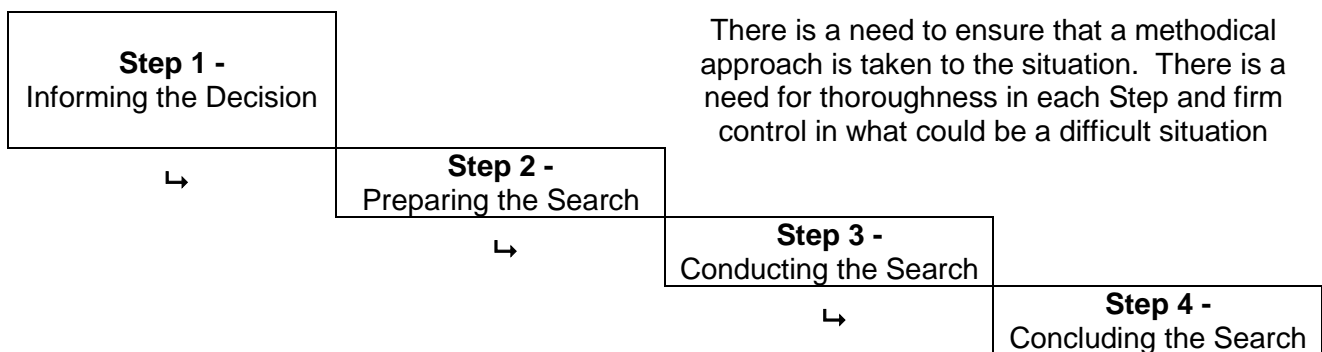 Step 1 -
Informing the Decision
There is a need to ensure that a methodical
approach is taken to the situation.  There is a
need for thoroughness in each Step and firm
control in what could be a difficult situation
↳
Step 2 -
Preparing the Search
↳
Step 3 -
Conducting the Search
↳
Step 4 -
Concluding the Search